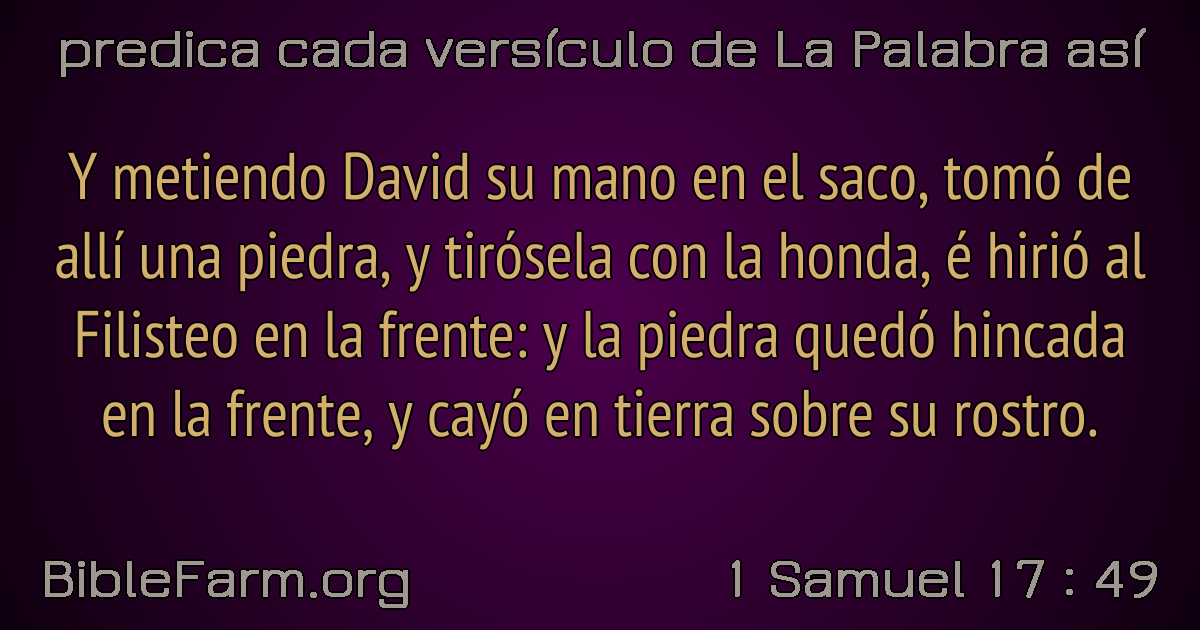 predica cada versículo de La Palabra así
Y metiendo David su mano en el saco, tomó de
allí una piedra, y tirósela con la honda, é hirió al
Filisteo en la frente: y la piedra quedó hincada
en la frente, y cayó en tierra sobre su rostro.
BibleFarm.org
1 Samuel 17 : 49